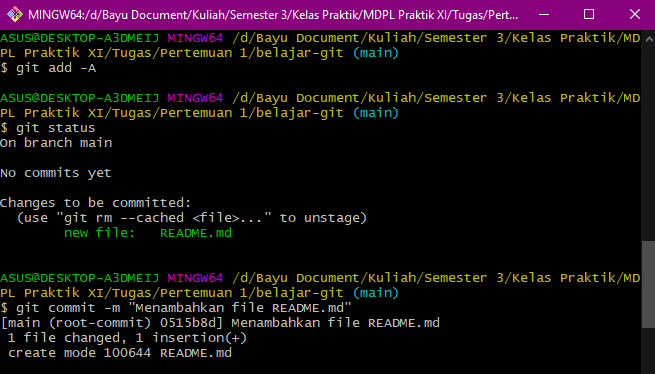 MINGW64:/d/Bayu Document/Kuliah/Semester 3/Kelas Praktik/MDPL Praktik XI/Tugas/Pert...
ASUS@DESKTOP-A3DMEIJ MINGW64 /d/Bayu Document/Kuliah/Semester 3/Kelas Praktik/MD
PL Praktik XI/Tugas/Pertemuan 1/belajar-git (main)
$ git add -A
ASUS@DESKTOP-A3DMEIJ MINGW64 /d/Bayu Document/Kuliah/Semester 3/Kelas Praktik/MD
PL Praktik XI/Tugas/Pertemuan 1/belajar-git (main)
$ git status
On branch main
No commits yet
Changes to be committed:
  (use "git rm --cached <file>..." to unstage)
        new file:   README.md
ASUS@DESKTOP-A3DMEIJ MINGW64 /d/Bayu Document/Kuliah/Semester 3/Kelas Praktik/MD
PL Praktik XI/Tugas/Pertemuan 1/belajar-git (main)
$ git commit -m "Menambahkan file README.md"
[main (root-commit) 0515b8d] Menambahkan file README.md
 1 file changed, 1 insertion(+)
 create mode 100644 README.md